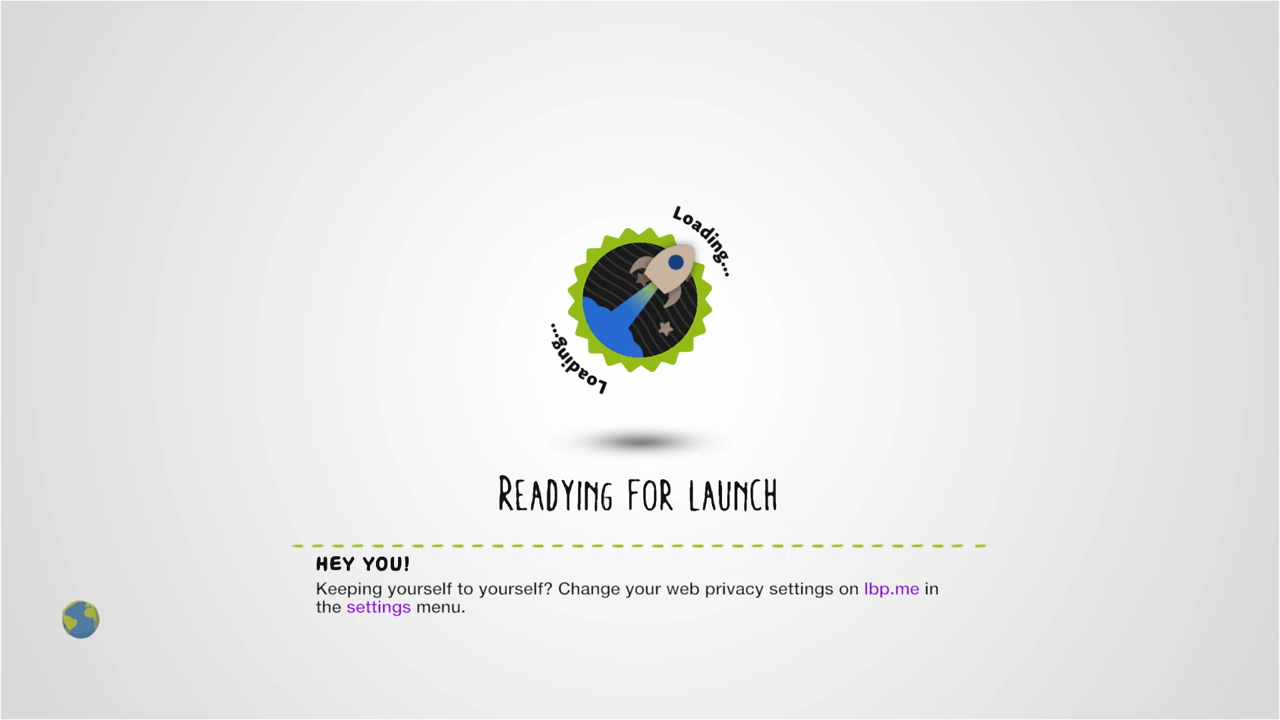 Loading...
Loading...
READYING FOR LAUNCH
HEY YOU!
Keeping yourself to yourself? Change your web privacy settings on lbp.me in
the settings menu.